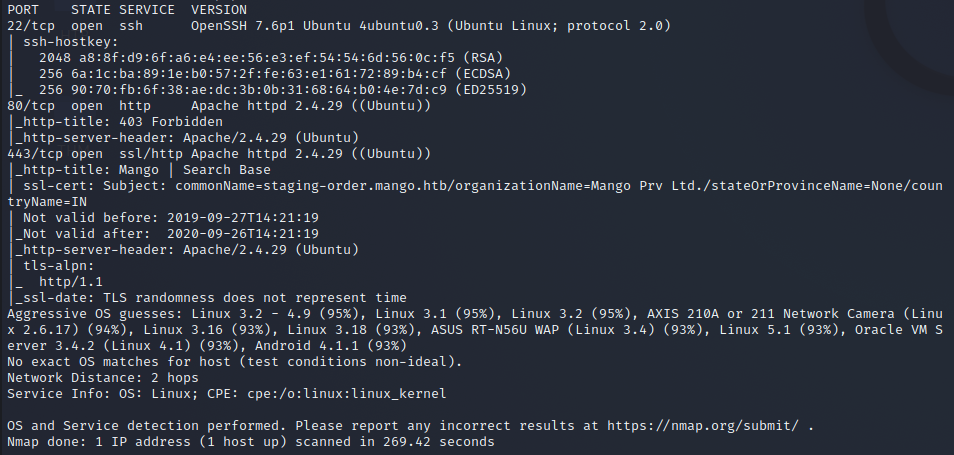 PORT    STATE SERVICE  VERSION
22/tcp  open  ssh      OpenSSH 7.6p1 Ubuntu 4ubuntu0.3 (Ubuntu Linux; protocol 2.0)
| ssh-hostkey:
|   2048 a8:8f:d9:6f:a6:e4:ee:56:e3:ef:54:54:6d:56:0c:f5 (RSA)
|   256 6a:1c:ba:89:1e:b0:57:2f:fe:63:e1:61:72:89:b4:cf (ECDSA)
|_  256 90:70:fb:6f:38:ae:dc:3b:0b:31:68:64:b0:4e:7d:c9 (ED25519)
80/tcp  open  http     Apache httpd 2.4.29 ((Ubuntu))
|_http-title: 403 Forbidden
|_http-server-header: Apache/2.4.29 (Ubuntu)
443/tcp open  ssl/http Apache httpd 2.4.29 ((Ubuntu))
|_http-title: Mango | Search Base
| ssl-cert: Subject: commonName=staging-order.mango.htb/organizationName=Mango Prv Ltd./stateOrProvinceName=None/coun
tryName=IN
| Not valid before: 2019-09-27T14:21:19
|_Not valid after:  2020-09-26T14:21:19
|_http-server-header: Apache/2.4.29 (Ubuntu)
| tls-alpn:
|_  http/1.1
|_ssl-date: TLS randomness does not represent time
Aggressive OS guesses: Linux 3.2 - 4.9 (95%), Linux 3.1 (95%), Linux 3.2 (95%), AXIS 210A or 211 Network Camera (Linu
x 2.6.17) (94%), Linux 3.16 (93%), Linux 3.18 (93%), ASUS RT-N56U WAP (Linux 3.4) (93%), Linux 5.1 (93%), Oracle VM S
erver 3.4.2 (Linux 4.1) (93%), Android 4.1.1 (93%)
No exact OS matches for host (test conditions non-ideal).
Network Distance: 2 hops
Service Info: OS: Linux; CPE: cpe:/o:linux:linux_kernel

OS and Service detection performed. Please report any incorrect results at https://nmap.org/submit/ .
Nmap done: 1 IP address (1 host up) scanned in 269.42 seconds